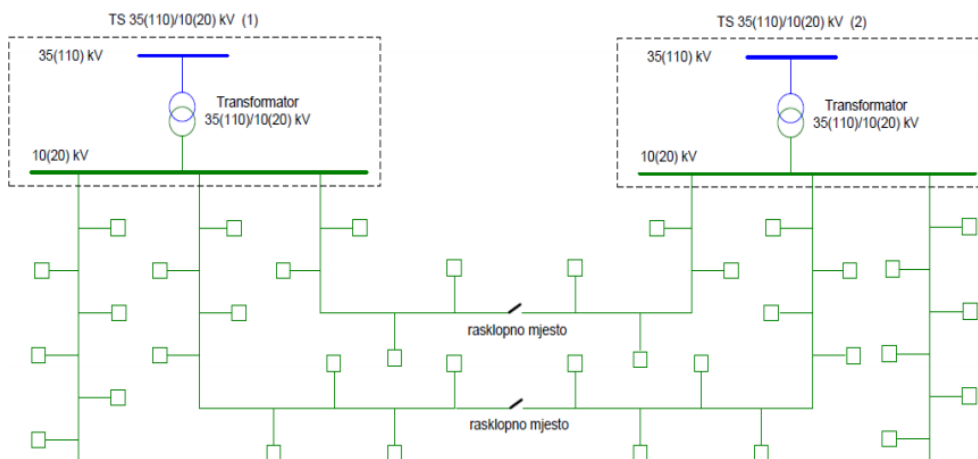 TS 35(110)/10(20) kV (1)
35(110) kV
Transformator
35(110)/10(20) kV
10(20) kV
TS 35(110)/10(20) kV (2)
35(110) kV
Transformator
35(110)/10(20) kV
10(20) kV
rasklopno mjesto
rasklopno mjesto